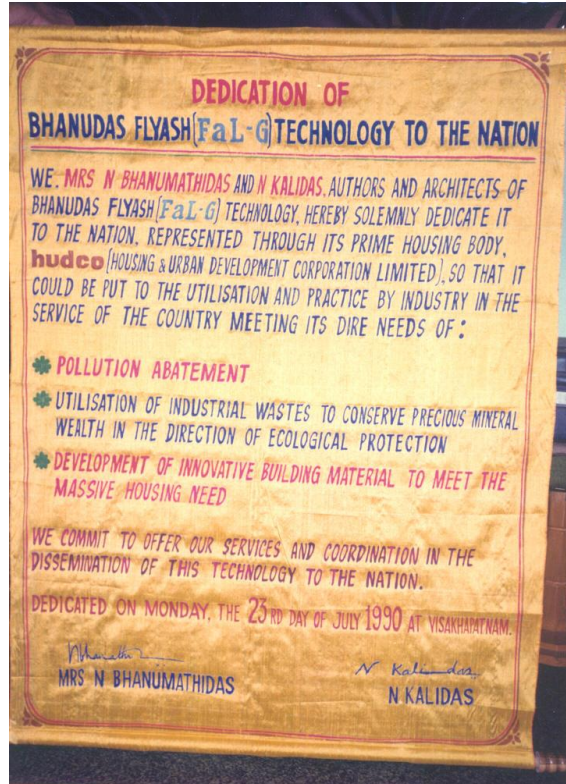 DEDICATION OF
BHANUDAS FLYASH(FaL-G)TECHNOLOGY TO THE NATION
WE, MRS N BHANUMATHIDAS AND N KALIDAS, AUTHORS AND ARCHITECTS OF
BHANUDAS FLYASH(FaL-G) TECHNOLOGY, HEREBY SOLEMNLY DEDICATE IT
TO THE NATION, REPRESENTED THROUGH ITS PRIME HOUSING BODY,
hudco (HOUSING & URBAN DEVELOPMENT CORPORATION LIMITED), SO THAT IT
COULD BE PUT TO THE UTILISATION AND PRACTICE BY INDUSTRY IN THE
SERVICE OF THE COUNTRY MEETING ITS DIRE NEEDS OF:
POLLUTION ABATEMENT
UTILISATION OF INDUSTRIAL WASTES TO CONSERVE PRECIOUS MINERAL
WEALTH IN THE DIRECTION OF ECOLOGICAL PROTECTION
DEVELOPMENT OF INNOVATIVE BUILDING MATERIAL TO MEET THE
MASSIVE HOUSING NEED
WE COMMIT TO OFFER OUR SERVICES AND COORDINATION IN THE
DISSEMINATION OF THIS TECHNOLOGY TO THE NATION.
DEDICATED ON MONDAY, THE 23RD DAY OF JULY 1990 AT VISAKHAPATNAM.
N Kalidas
MRS N BHANUMATHIDAS
N KALIDAS